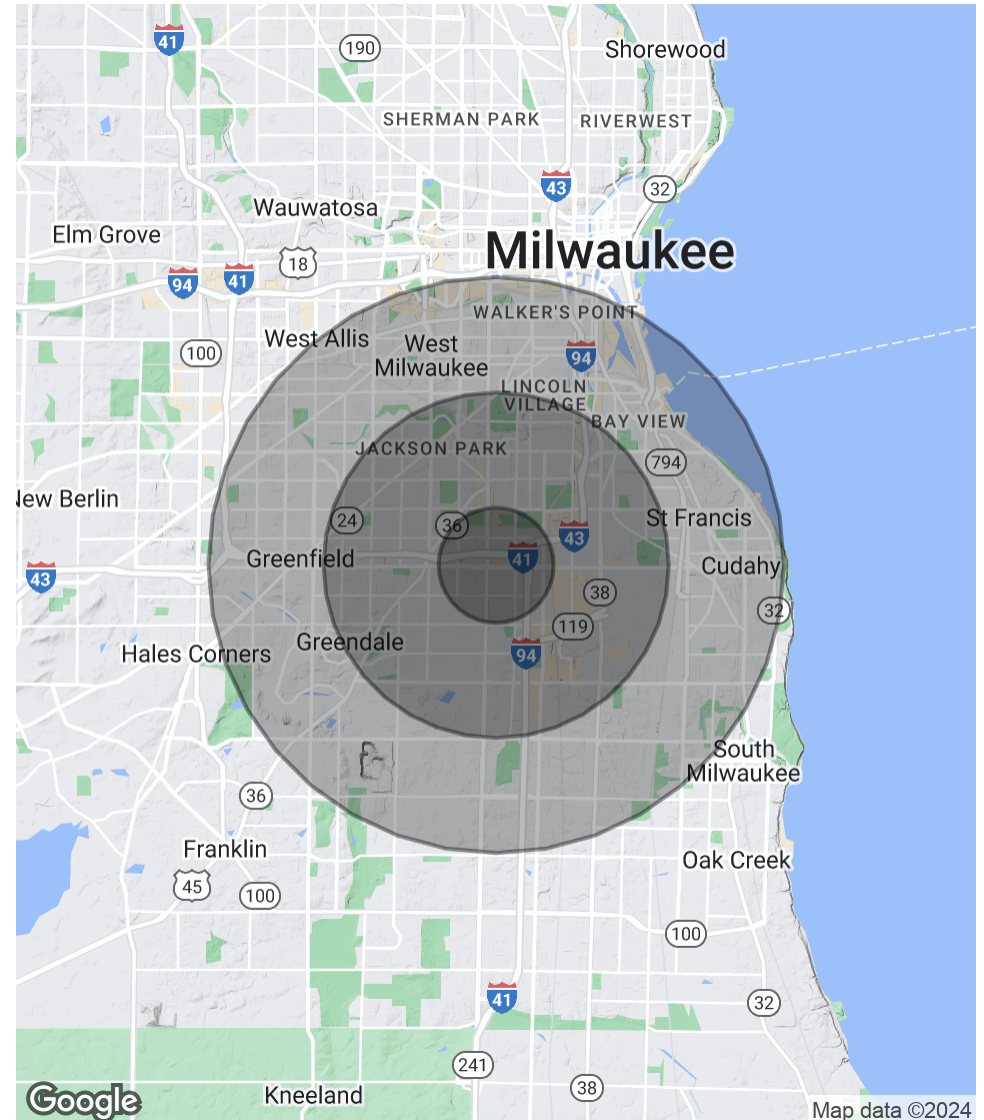 41
190
Shorewood
SHERMAN PARK
RIVERWEST
43
32
Wauwatosa
Elm Grove
Milwaukee
18
94
41
WALKER'S POINT
West Allis
West
Milwaukee
100
94
LINCOLN
VILLAGE
BAY VIEW
JACKSON PARK
794
New Berlin
24
36
St Francis
43
41
Greenfield
Cudahy
43
38
32
119
Greendale
Hales Corners
94
South
Milwaukee
36
Franklin
Oak Creek
45
100
100
41
32
241
38
Kneeland
Google
Map data ©2024